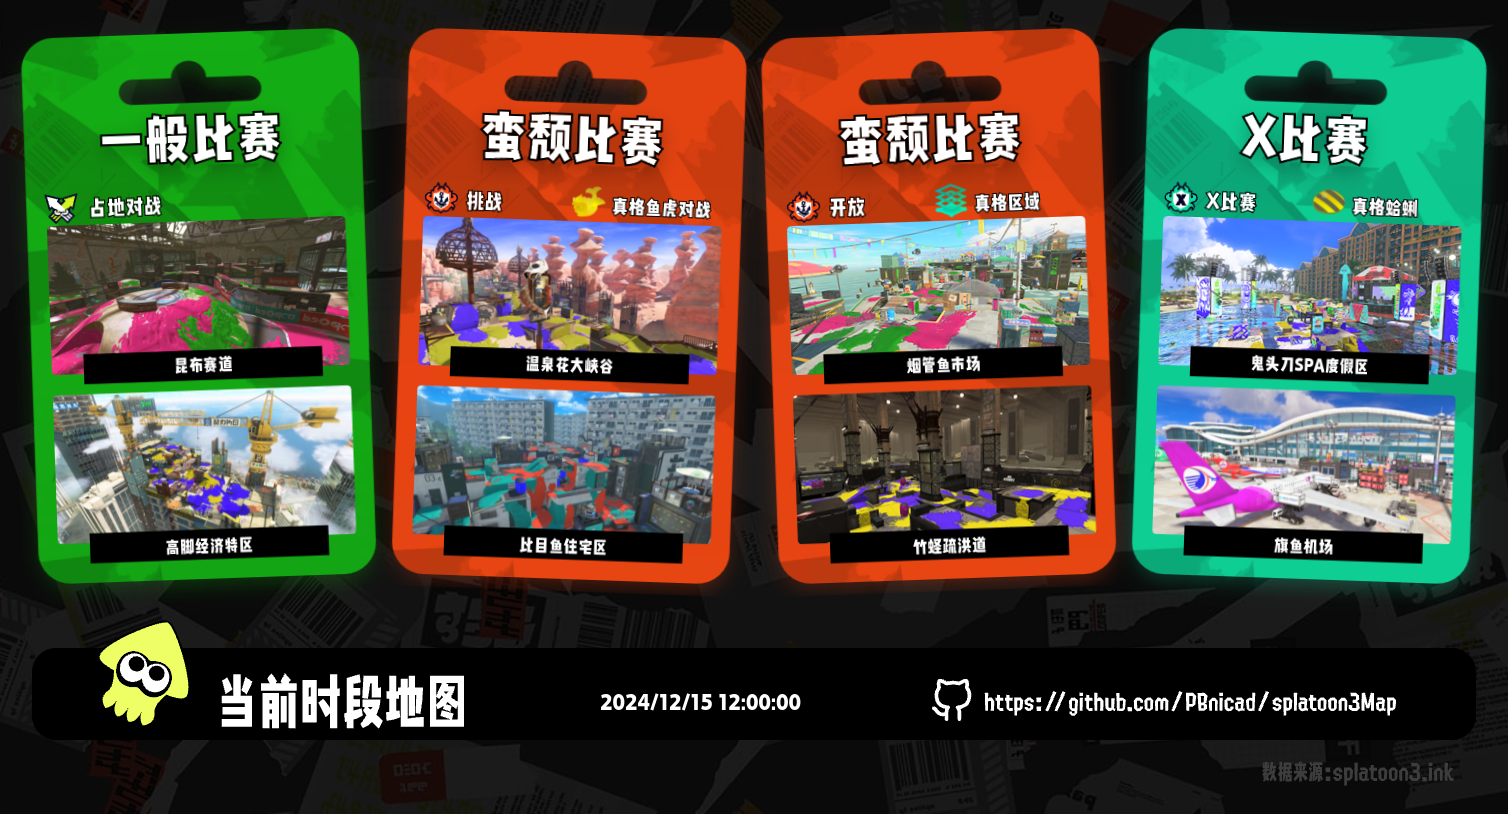 一般比赛
占地对战
昆布赛道
高脚经济特区
蛮颓比赛
挑战
真格鱼虎对战
温泉花大峡谷
比目鱼住宅区
蛮颓比赛
开放
真格区域
烟管鱼市场
竹蛏疏洪道
X比赛
X比赛
真格蛤蜊
鬼头刀SPA度假区
旗鱼机场
当前时段地图
2024/12/15 12:00:00
https://github.com/PBnicad/splatoon3Map
数据来源:splatoon3.ink